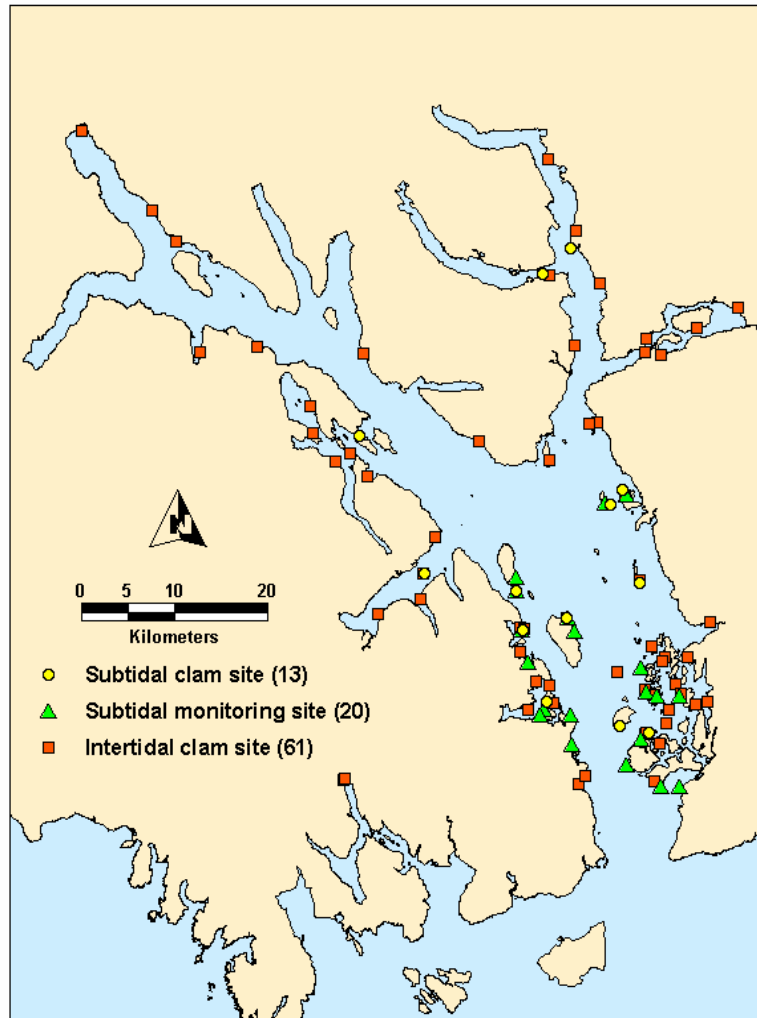 N
0 5 10 20
Kilometers
Subtidal clam site (13)
Subtidal monitoring site (20)
Intertidal clam site (61)